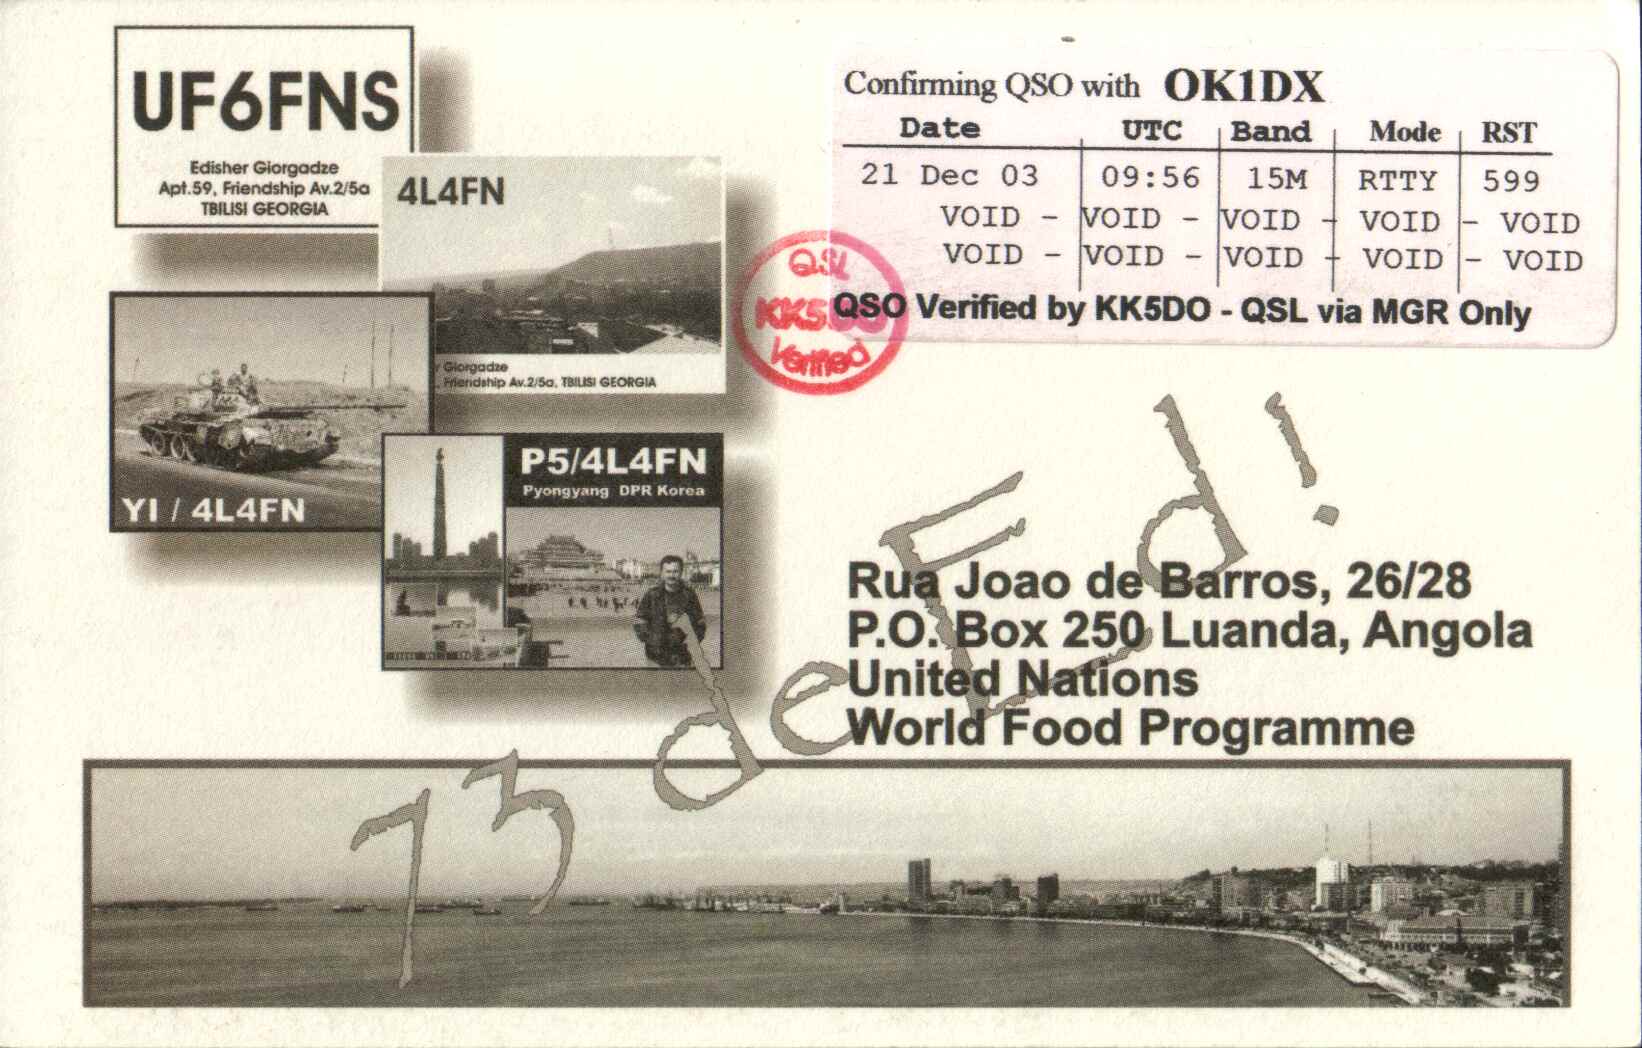 UF6FNS
Edisher Giorgadze
Apt.59, Friendship Av.2/5a
TBILISI GEORGIA
4L4FN
r Giorgadze
, Friendship Av.2/5a, TBILISI GEORGIA
YI / 4L4FN
P5/4L4FN
Pyongyang DPR Korea
Confirming QSO with OK1DX
Date UTC Band Mode RST
21 Dec 03 09:56 15M RTTY 599
VOID - VOID - VOID - VOID - VOID
VOID - VOID - VOID - VOID - VOID
QSO Verified by KK5DO - QSL via MGR Only
QSL
KK5DO
Verified
Rua Joao de Barros, 26/28
P.O. Box 250 Luanda, Angola
United Nations
World Food Programme
73 de Ed!